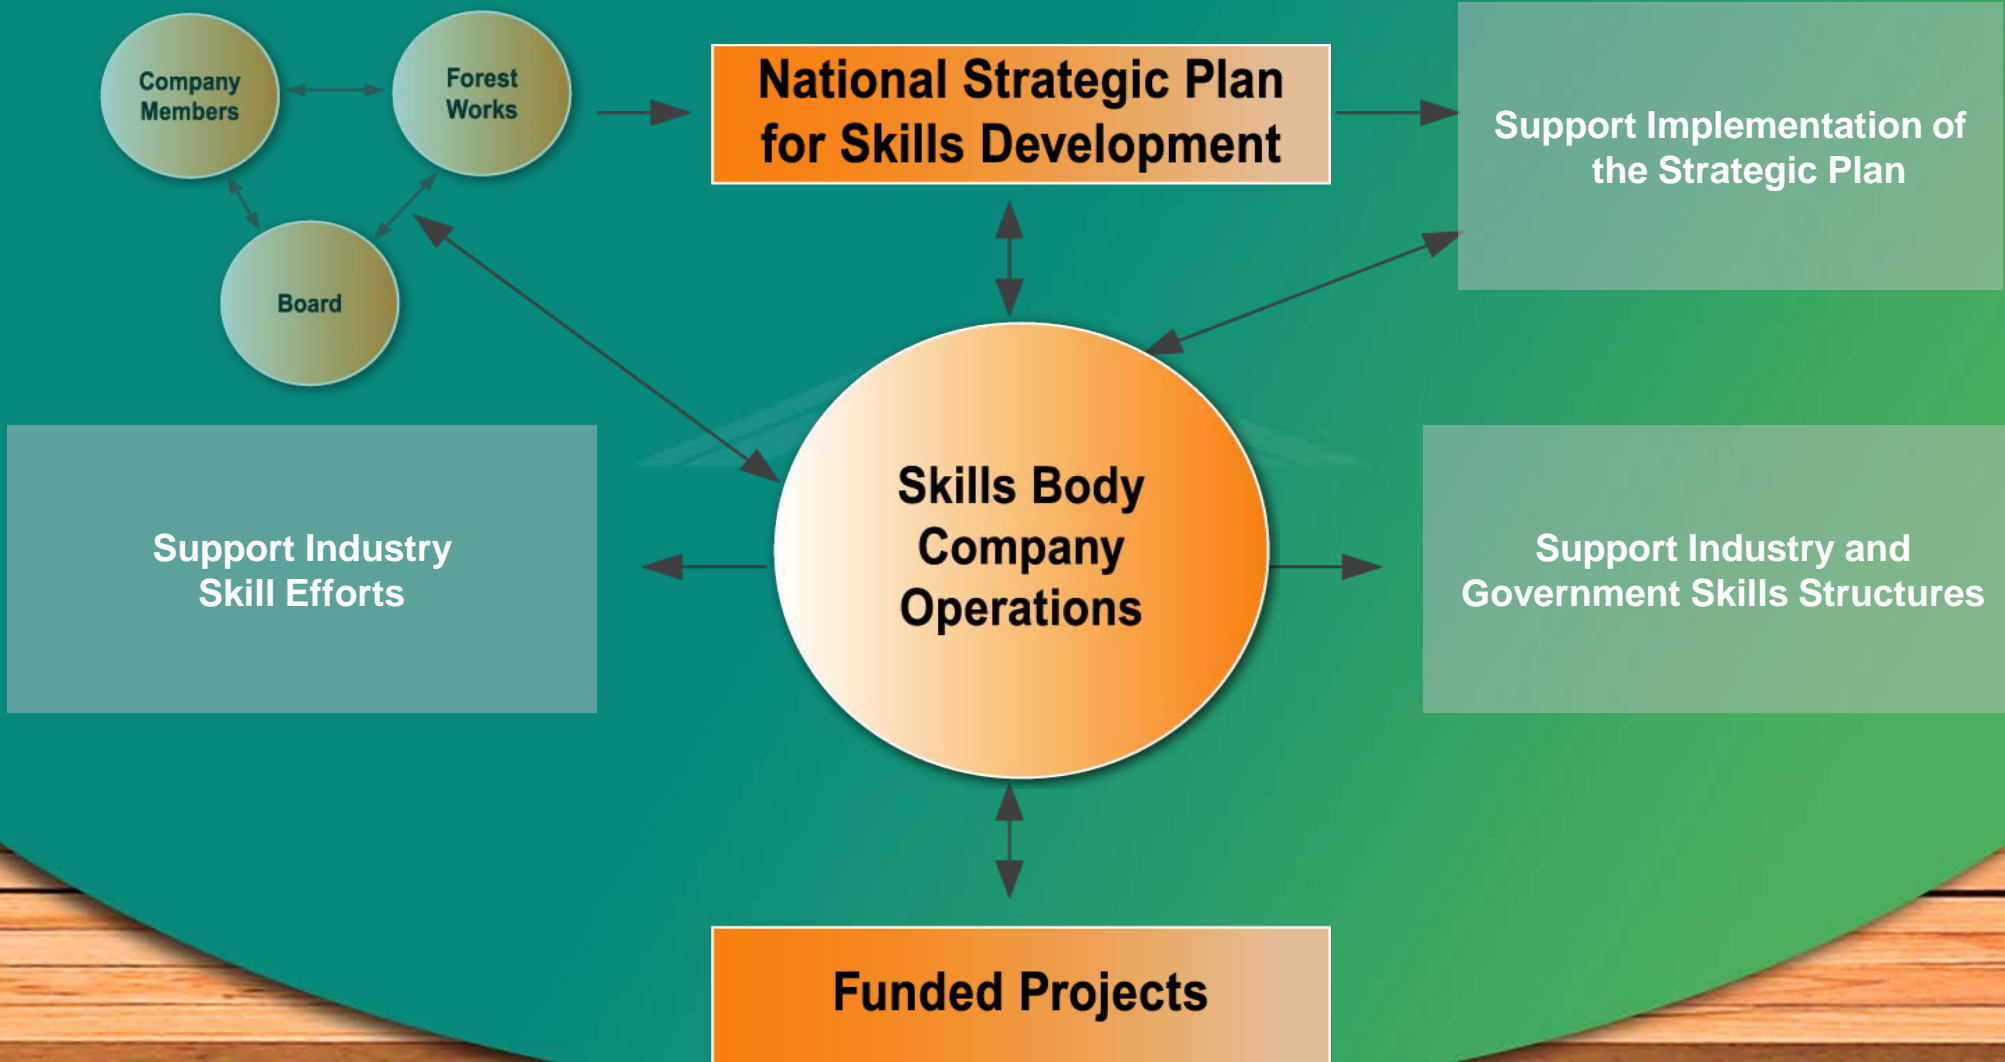 Company
Members
Forest
Works
Board
National Strategic Plan
for Skills Development
Support Implementation of
the Strategic Plan
Support Industry
Skill Efforts
Skills Body
Company
Operations
Support Industry and
Government Skills Structures
Funded Projects